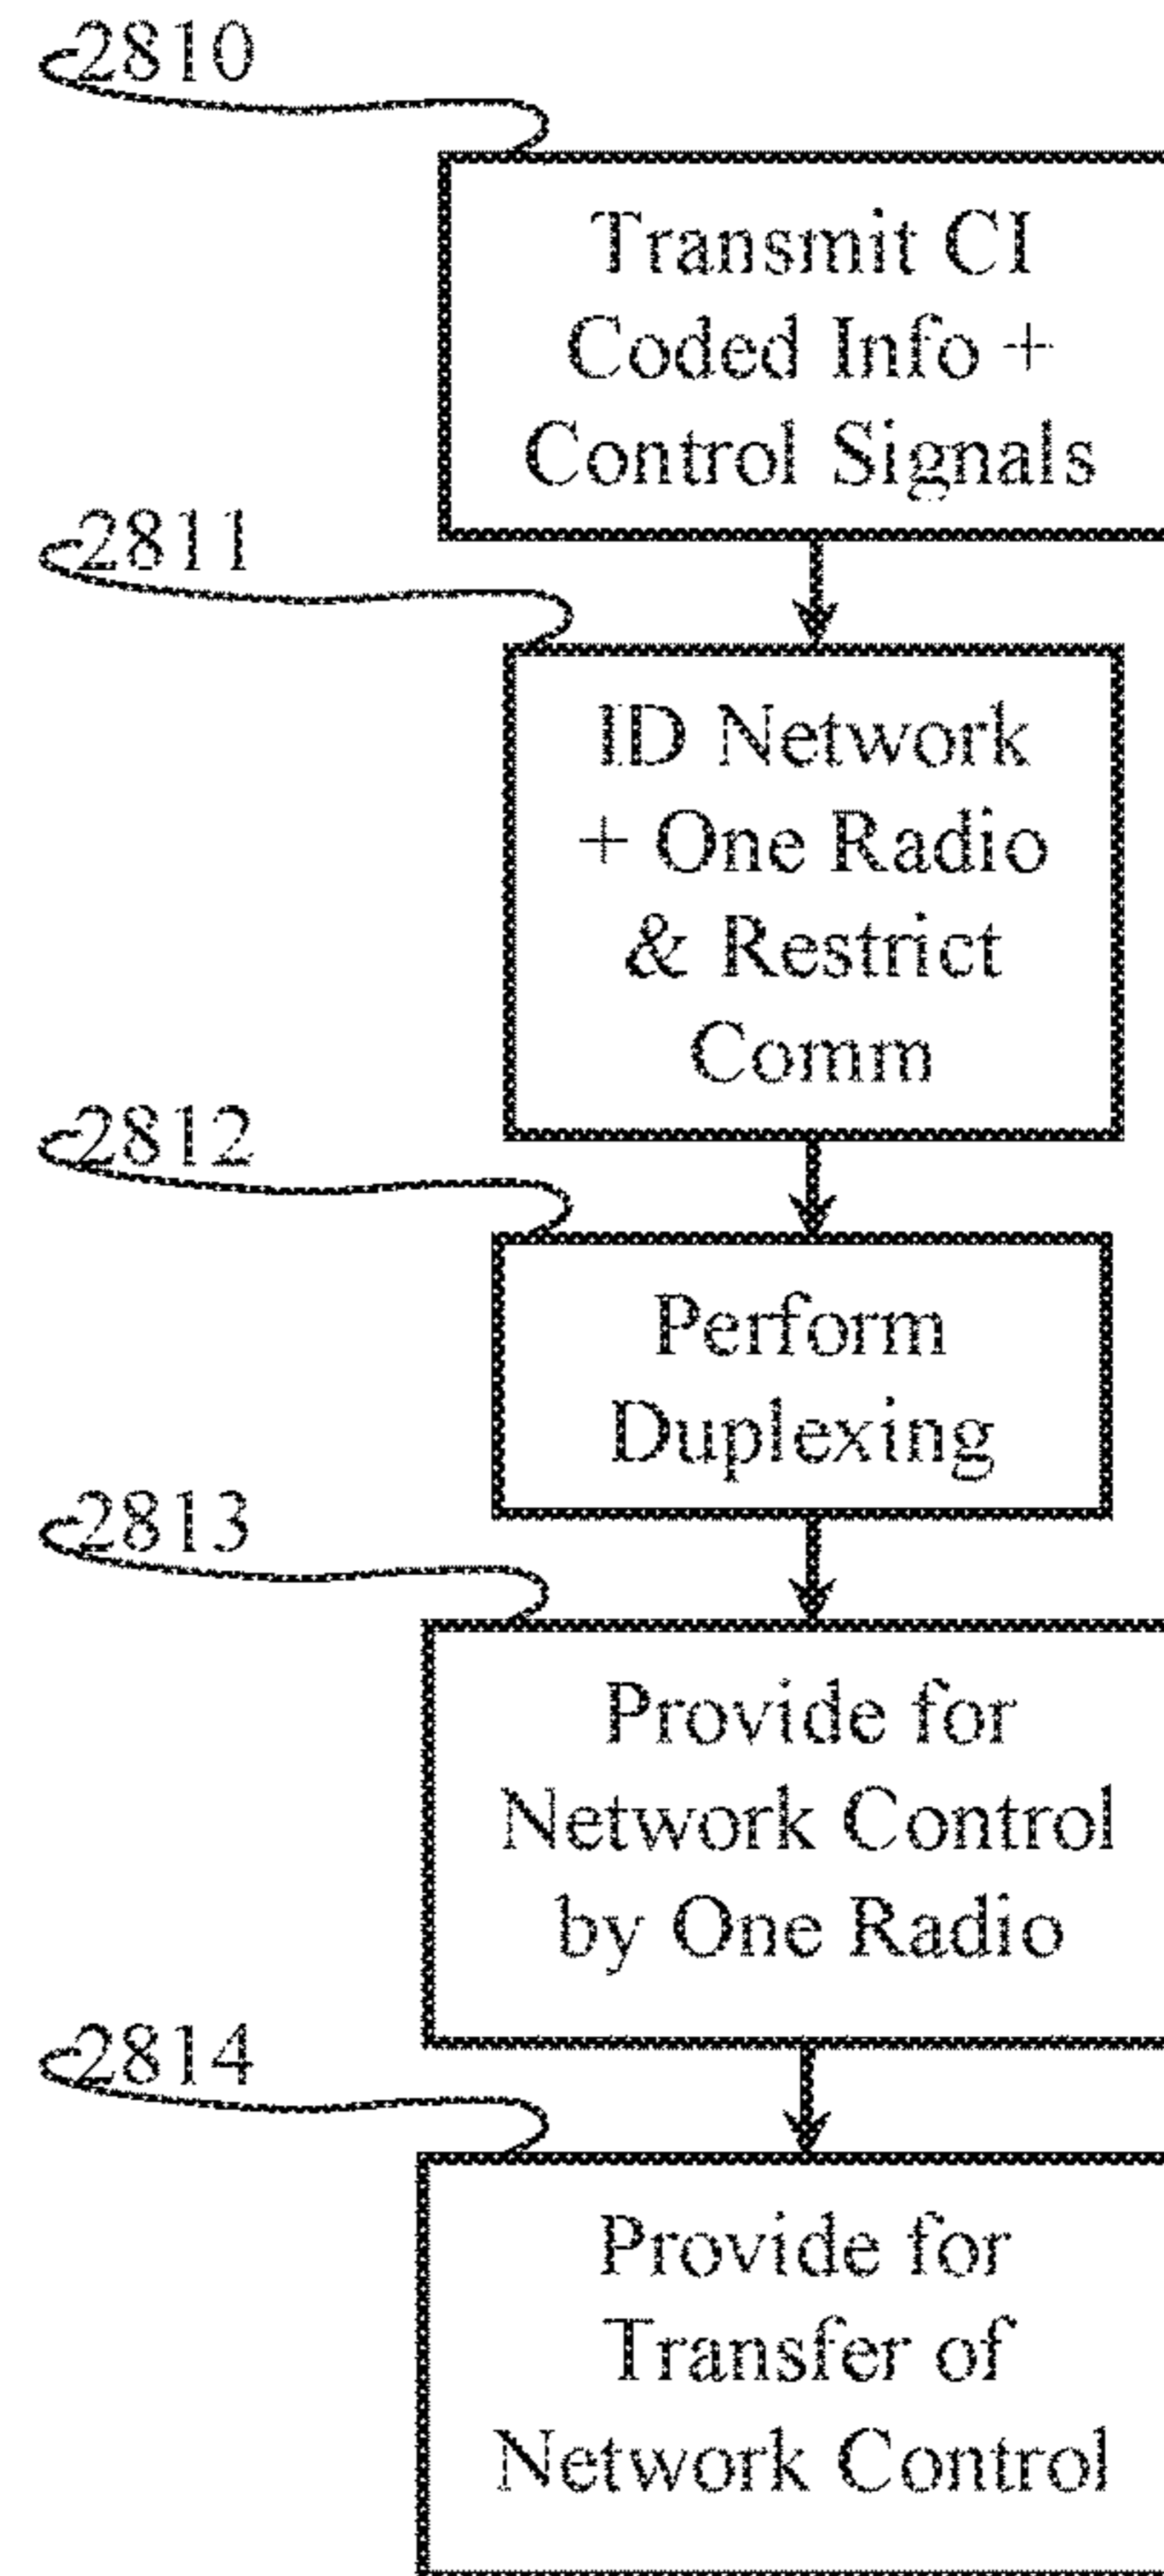 2810
Transmit CI
Coded Info +
Control Signals
2811
ID Network
+ One Radio
& Restrict
Comm
2812
Perform
Duplexing
2813
Provide for
Network Control
by One Radio
2814
Provide for
Transfer of
Network Control